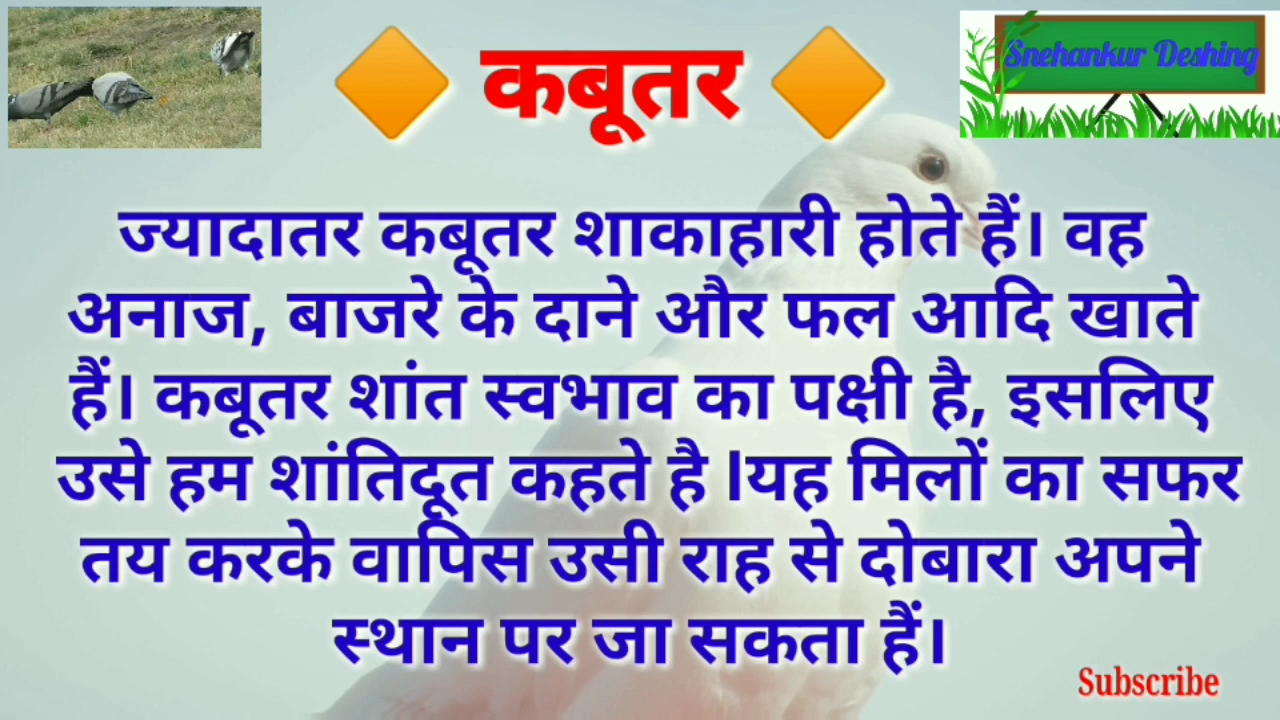 कबूतर
Snehankur Deshing
ज्यादातर कबूतर शाकाहारी होते हैं। वह
अनाज, बाजरे के दाने और फल आदि खाते
हैं। कबूतर शांत स्वभाव का पक्षी है, इसलिए
उसे हम शांतिदूत कहते है lयह मिलों का सफर
तय करके वापिस उसी राह से दोबारा अपने
स्थान पर जा सकता हैं।
Subscribe